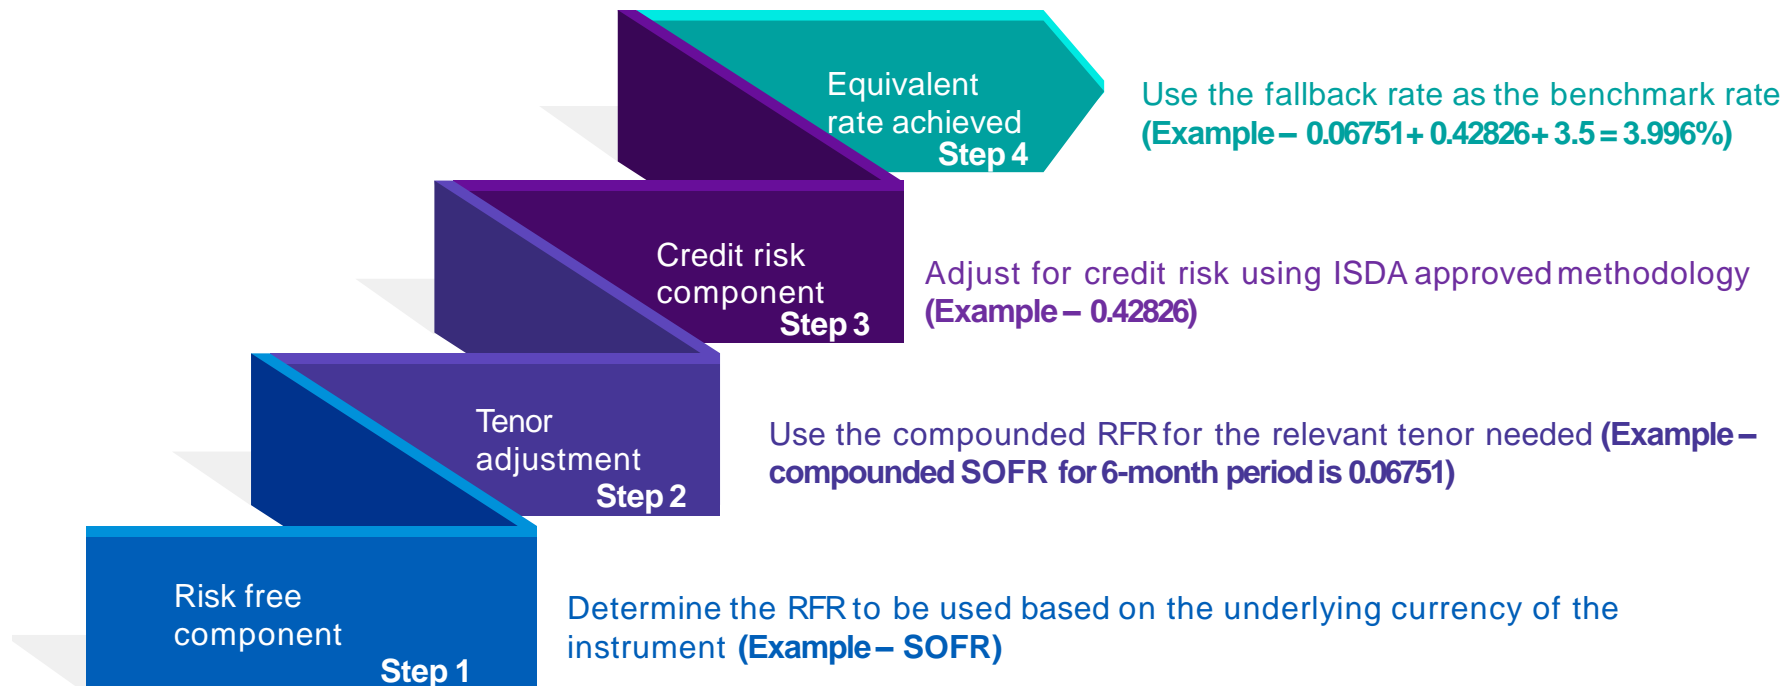 Equivalent
rate achieved
Step 4
Use the fallback rate as the benchmark rate
(Example – 0.06751+ 0.42826+ 3.5 = 3.996%)
Credit risk
component
Step 3
Adjust for credit risk using ISDA approved methodology
(Example – 0.42826)
Tenor
adjustment
Step 2
Use the compounded RFR for the relevant tenor needed (Example –
compounded SOFR for 6-month period is 0.06751)
Risk free
component
Step 1
Determine the RFR to be used based on the underlying currency of the
instrument (Example – SOFR)